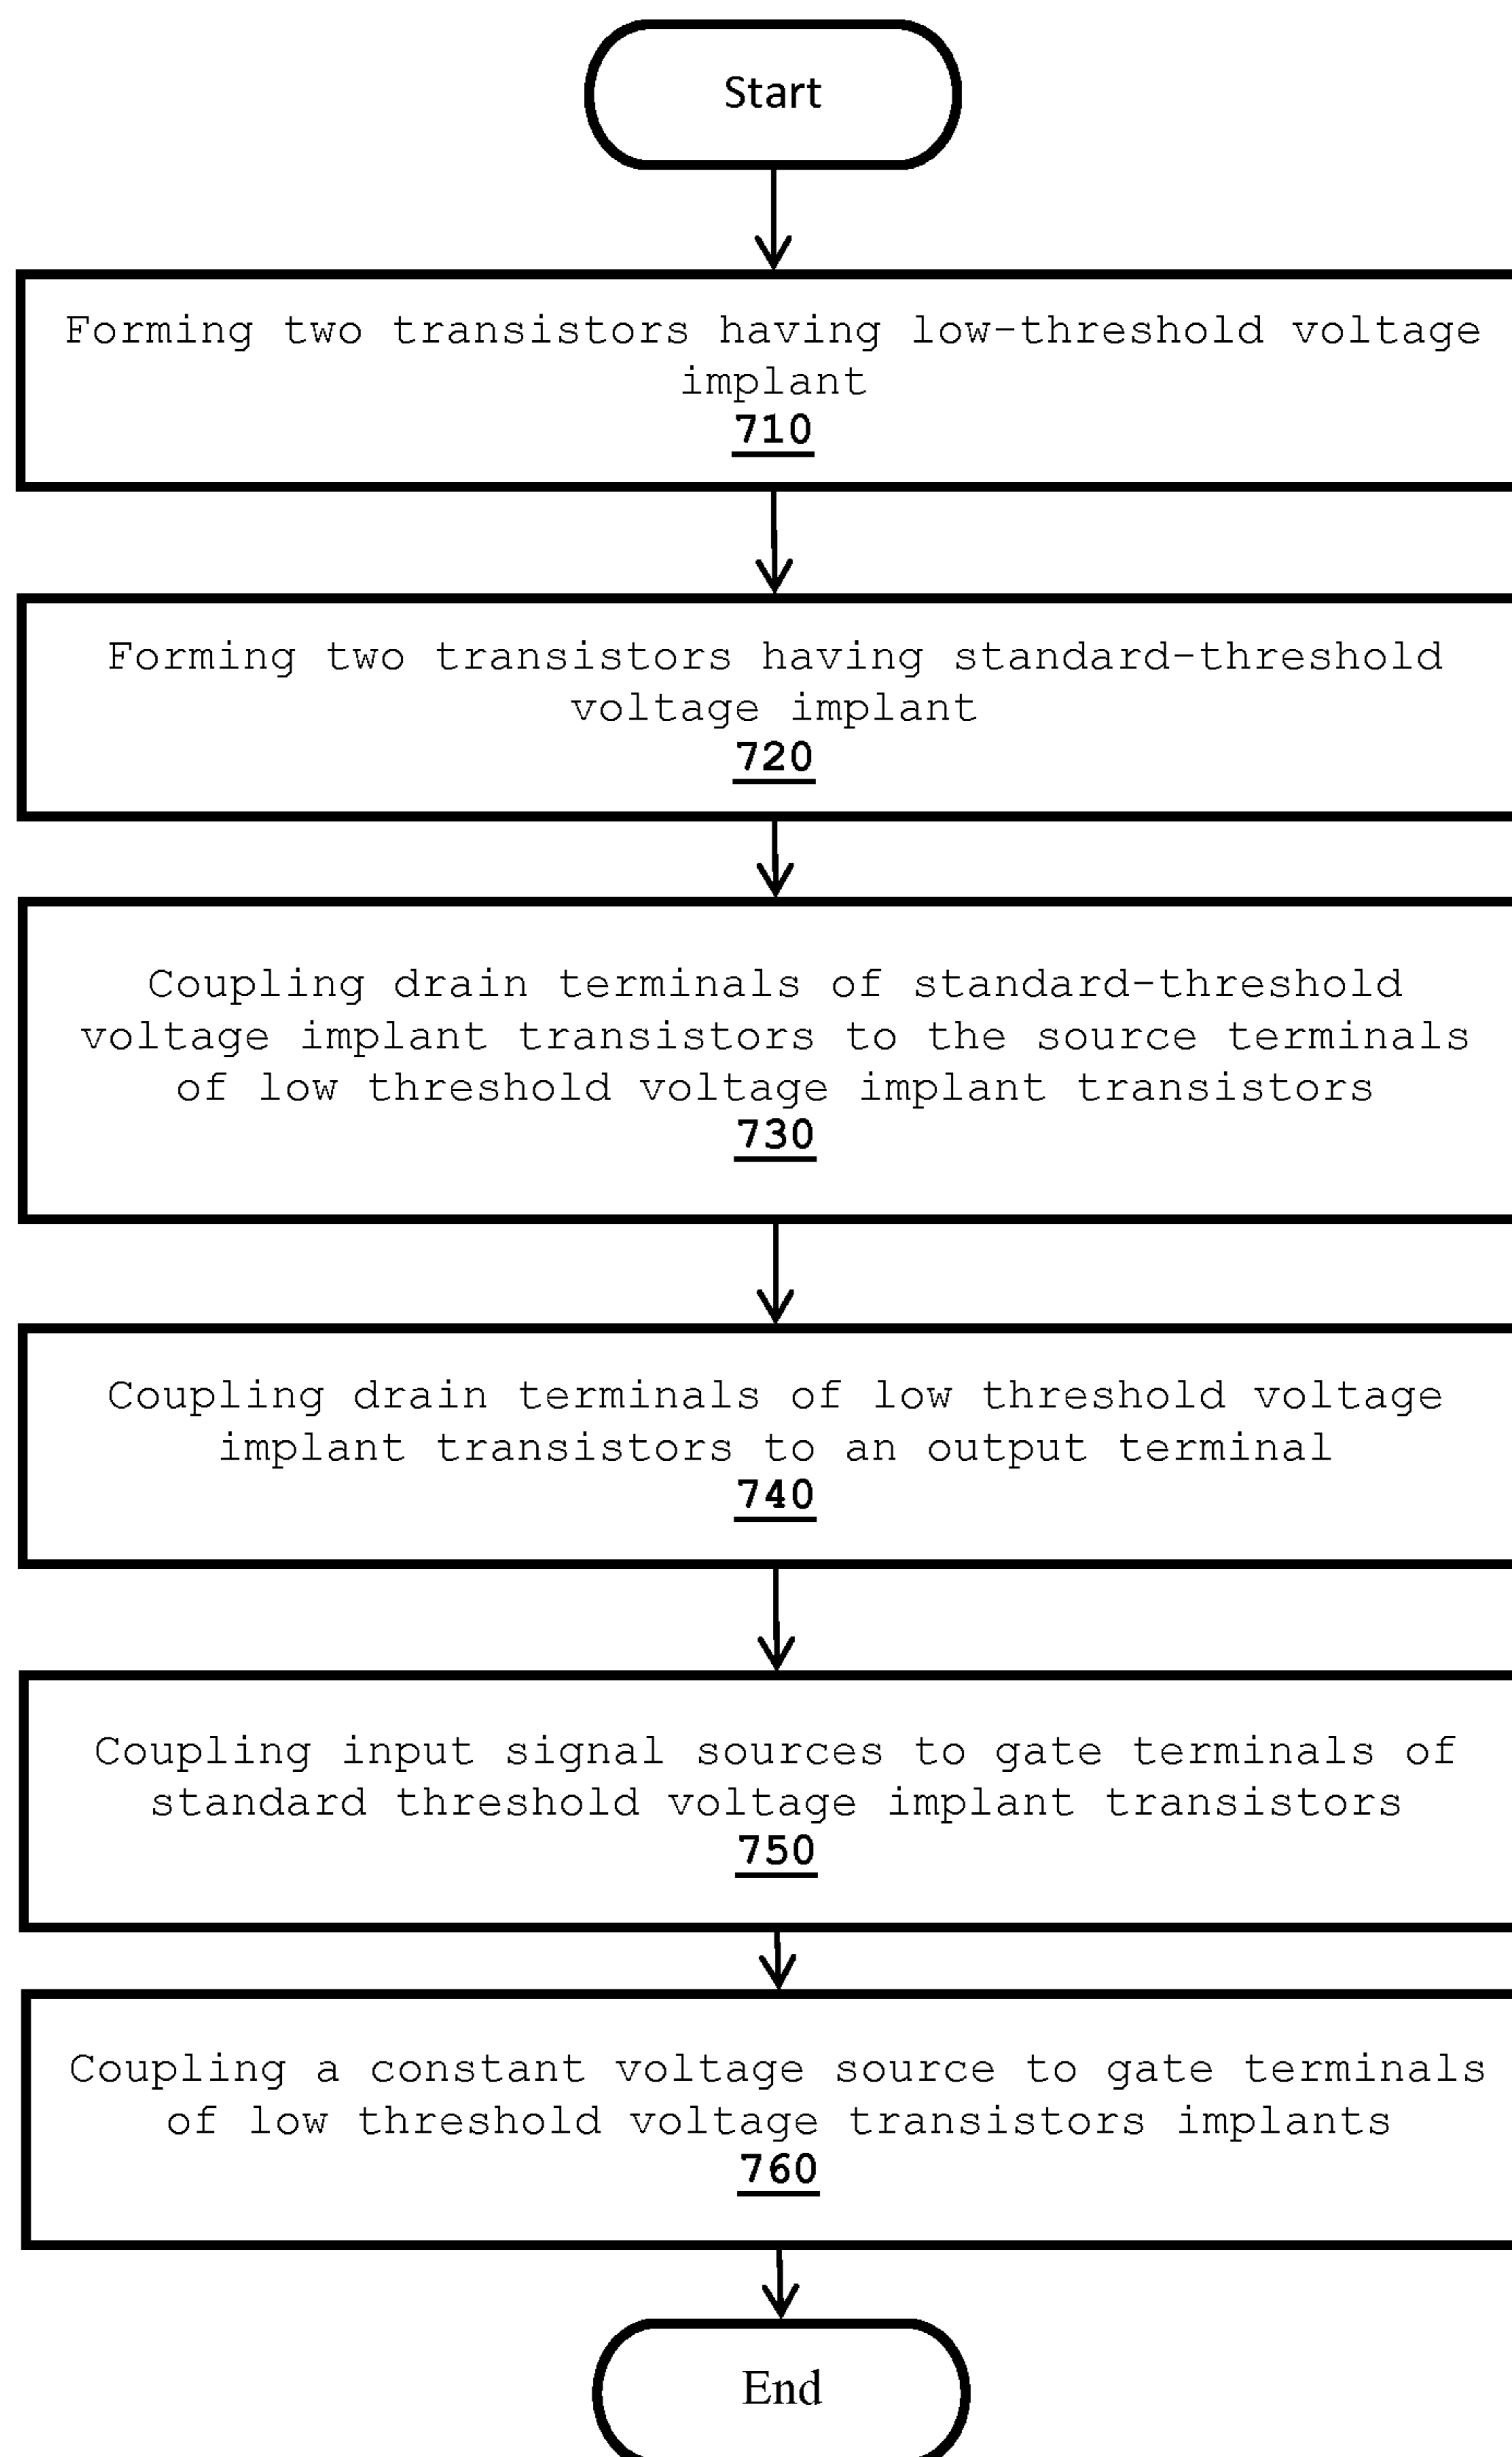 Start
Forming two transistors having low-threshold voltage
implant
710
Forming two transistors having standard-threshold
voltage implant
720
Coupling drain terminals of standard-threshold
voltage implant transistors to the source terminals
of low threshold voltage implant transistors
730
Coupling drain terminals of low threshold voltage
implant transistors to an output terminal
740
Coupling input signal sources to gate terminals of
standard threshold voltage implant transistors
750
Coupling a constant voltage source to gate terminals
of low threshold voltage transistors implants
760
End